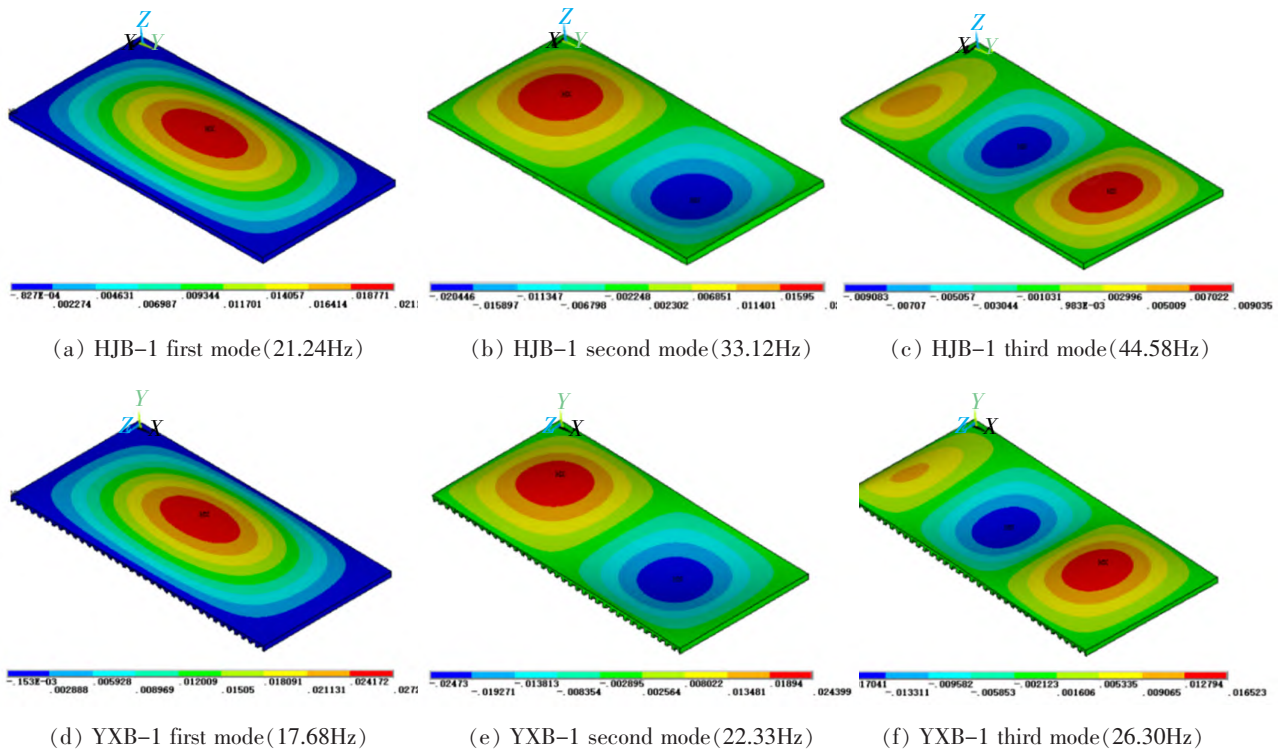 Z
X Y
Z
X Y
Z
X Y
-.827E-04 .004631 .009344 .014057 .018771
.002274 .006987 .011701 .016414 .021
-.020446 -.011347 -.002248 .006851 .01595
-.015897 -.006798 .002302 .011401
-.009083 -.005057 -.001031 .002996 .007022
-.00707 -.003044 .983E-03 .005009 .009035
(a) HJB-1 first mode(21.24Hz)
(b) HJB-1 second mode(33.12Hz)
(c) HJB-1 third mode(44.58Hz)
Y
Z X
Y
Z X
Y
Z X
-.153E-03 .005928 .012009 .018091 .024172
.002888 .008969 .01505 .021131 .027
-.02473 -.013813 -.002895 .008022 .01894
-.019271 -.008354 .002564 .013481 .024399
17041 -.009582 -.002123 .005335 .012794
-.013311 -.005853 .001606 .009065 .016523
(d) YXB-1 first mode(17.68Hz)
(e) YXB-1 second mode(22.33Hz)
(f) YXB-1 third mode(26.30Hz)